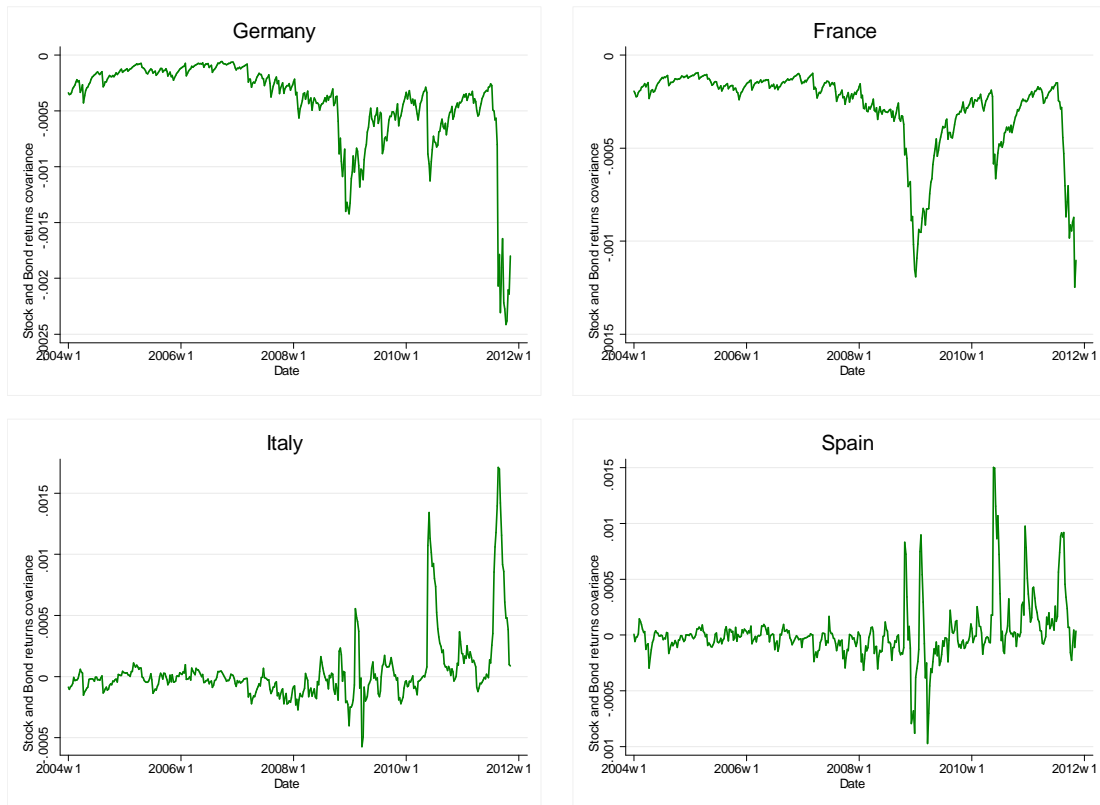 Germany
Stock and Bond returns covariance
0
-.0005
-.001
-.0015
-.002
-.0025
2004w1 2006w1 2008w1 2010w1 2012w1
Date
France
Stock and Bond returns covariance
0
-.0005
-.001
-.0015
2004w1 2006w1 2008w1 2010w1 2012w1
Date
Italy
Stock and Bond returns covariance
.0015
.001
.0005
0
-.0005
2004w1 2006w1 2008w1 2010w1 2012w1
Date
Spain
Stock and Bond returns covariance
.0015
.001
.0005
0
-.0005
-.001
2004w1 2006w1 2008w1 2010w1 2012w1
Date